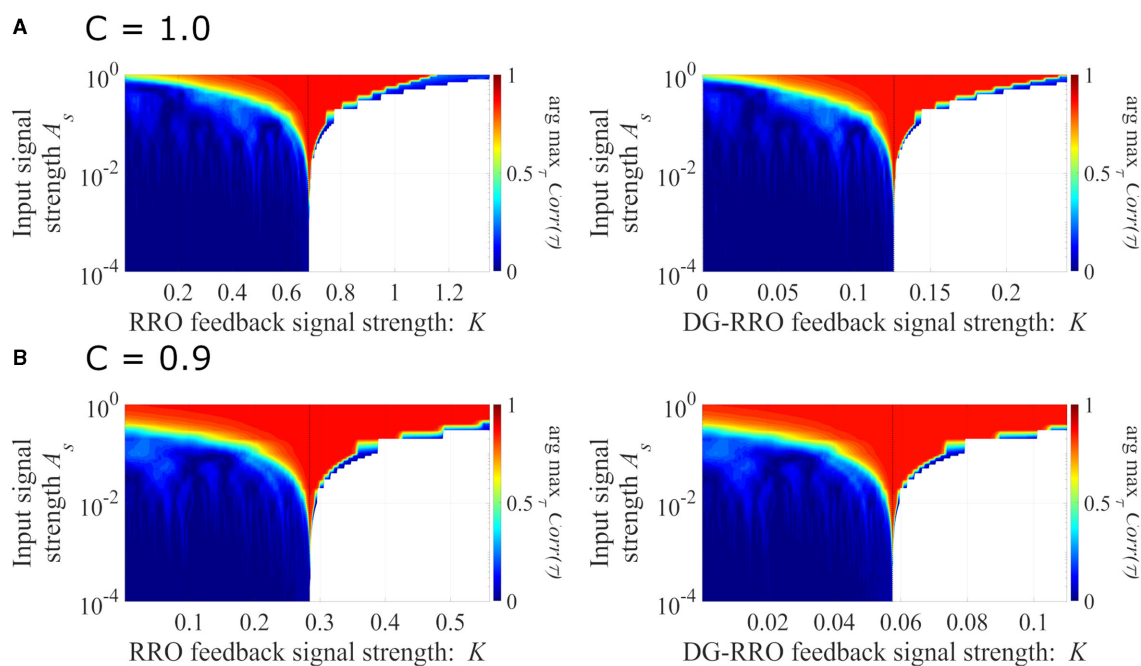 A
C = 1.0
Input signal
strength A_s
10^0
10^-2
10^-4
0.2 0.4 0.6 0.8 1 1.2
RRO feedback signal strength: K
1
0.5
0
arg max_τ Corr(τ)
Input signal
strength A_s
10^0
10^-2
10^-4
0 0.05 0.1 0.15 0.2
DG-RRO feedback signal strength: K
1
0.5
0
arg max_τ Corr(τ)
B
C = 0.9
Input signal
strength A_s
10^0
10^-2
10^-4
0.1 0.2 0.3 0.4 0.5
RRO feedback signal strength: K
1
0.5
0
arg max_τ Corr(τ)
Input signal
strength A_s
10^0
10^-2
10^-4
0.02 0.04 0.06 0.08 0.1
DG-RRO feedback signal strength: K
1
0.5
0
arg max_τ Corr(τ)